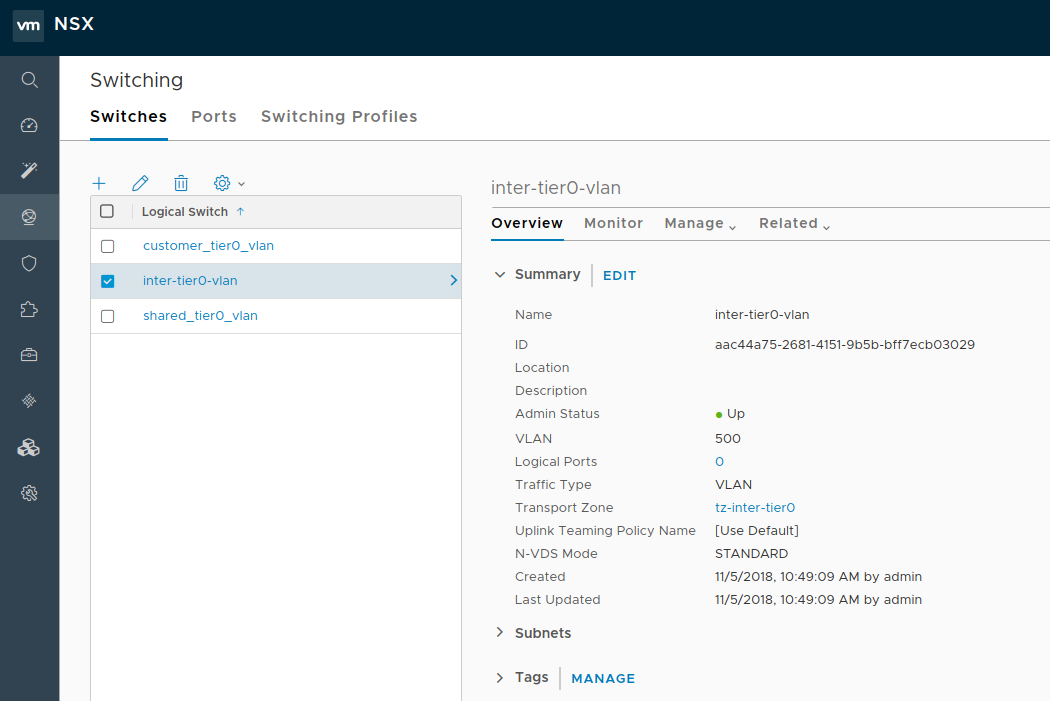 vm NSX
Switching
Switches Ports Switching Profiles
Logical Switch ↑
customer_tier0_vlan
inter-tier0-vlan
shared_tier0_vlan
inter-tier0-vlan
Overview Monitor Manage Related
Summary EDIT
Name inter-tier0-vlan
ID aac44a75-2681-4151-9b5b-bff7ecb03029
Location
Description
Admin Status Up
VLAN 500
Logical Ports 0
Traffic Type VLAN
Transport Zone tz-inter-tier0
Uplink Teaming Policy Name [Use Default]
N-VDS Mode STANDARD
Created 11/5/2018, 10:49:09 AM by admin
Last Updated 11/5/2018, 10:49:09 AM by admin
Subnets
Tags MANAGE